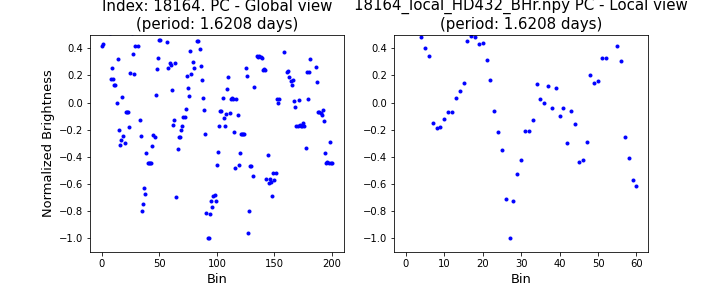 Index: 18164. PC - Global view
(period: 1.6208 days)
18164_local_HD432_BHr.npy PC - Local view
(period: 1.6208 days)
Normalized Brightness
0.4
0.2
0.0
−0.2
−0.4
−0.6
−0.8
−1.0
0 50 100 150 200
Bin
0.4
0.2
0.0
−0.2
−0.4
−0.6
−0.8
−1.0
0 10 20 30 40 50 60
Bin